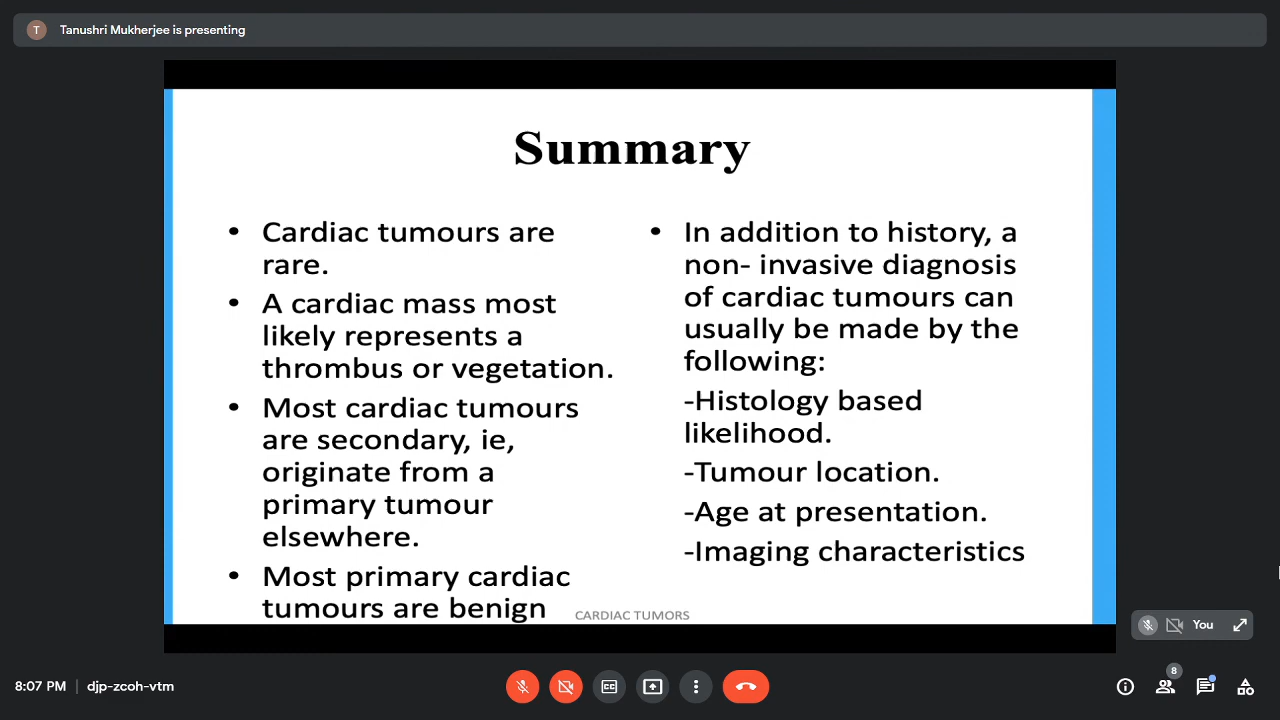 T
Tanushri Mukherjee is presenting
Summary
• Cardiac tumours are
rare.
• A cardiac mass most
likely represents a
thrombus or vegetation.
• Most cardiac tumours
are secondary, ie,
originate from a
primary tumour
elsewhere.
• Most primary cardiac
tumours are benign
• In addition to history, a
non- invasive diagnosis
of cardiac tumours can
usually be made by the
following:
-Histology based
likelihood.
-Tumour location.
-Age at presentation.
-Imaging characteristics
CARDIAC TUMORS
You
8:07 PM | djp-zcoh-vtm
CC
8